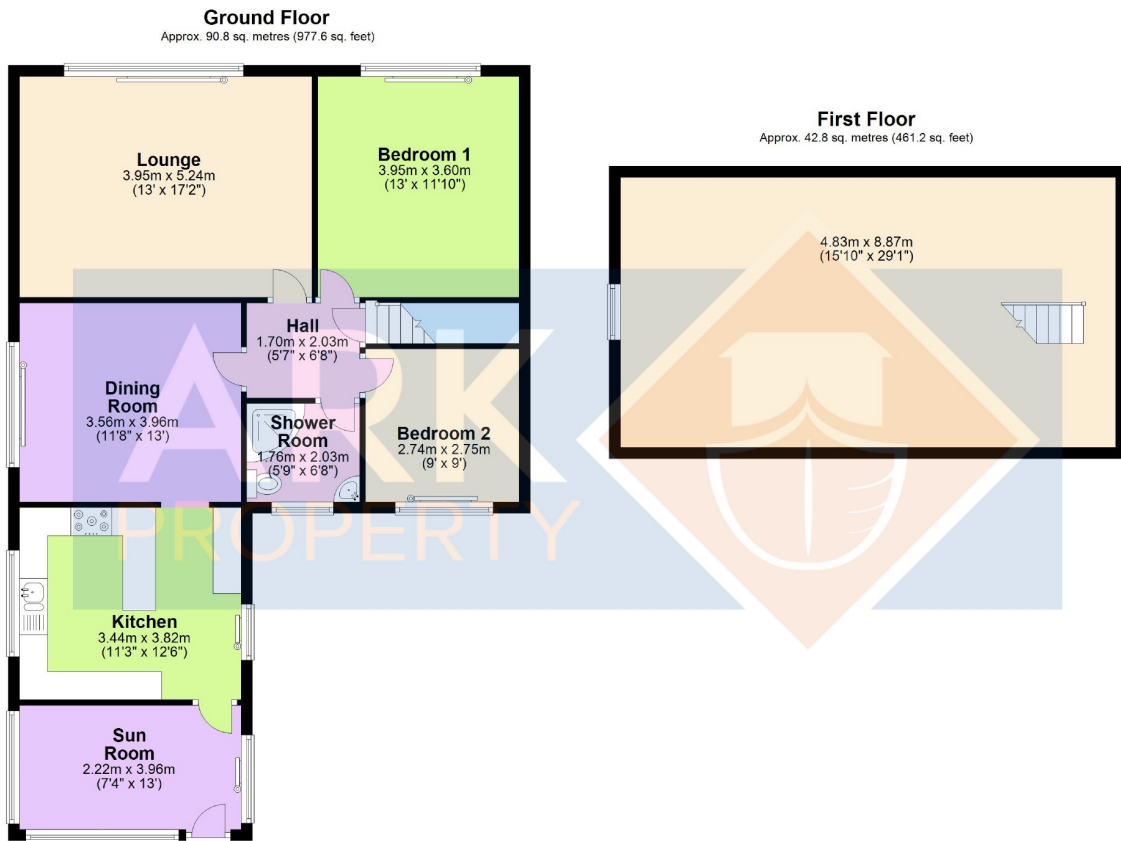 Ground Floor
Approx. 90.8 sq. metres (977.6 sq. feet)
Lounge
3.95m x 5.24m
(13' x 17'2")
Bedroom 1
3.95m x 3.60m
(13' x 11'10")
First Floor
Approx. 42.8 sq. metres (461.2 sq. feet)
4.83m x 8.87m
(15'10" x 29'1")
Hall
1.70m x 2.03m
(5'7" x 6'8")
Dining
Room
3.56m x 3.96m
(11'8" x 13')
Shower
Room
1.76m x 2.03m
(5'9" x 6'8")
Bedroom 2
2.74m x 2.75m
(9' x 9')
ARK
PROPERTY
Kitchen
3.44m x 3.82m
(11'3" x 12'6")
Sun
Room
2.22m x 3.96m
(7'4" x 13')